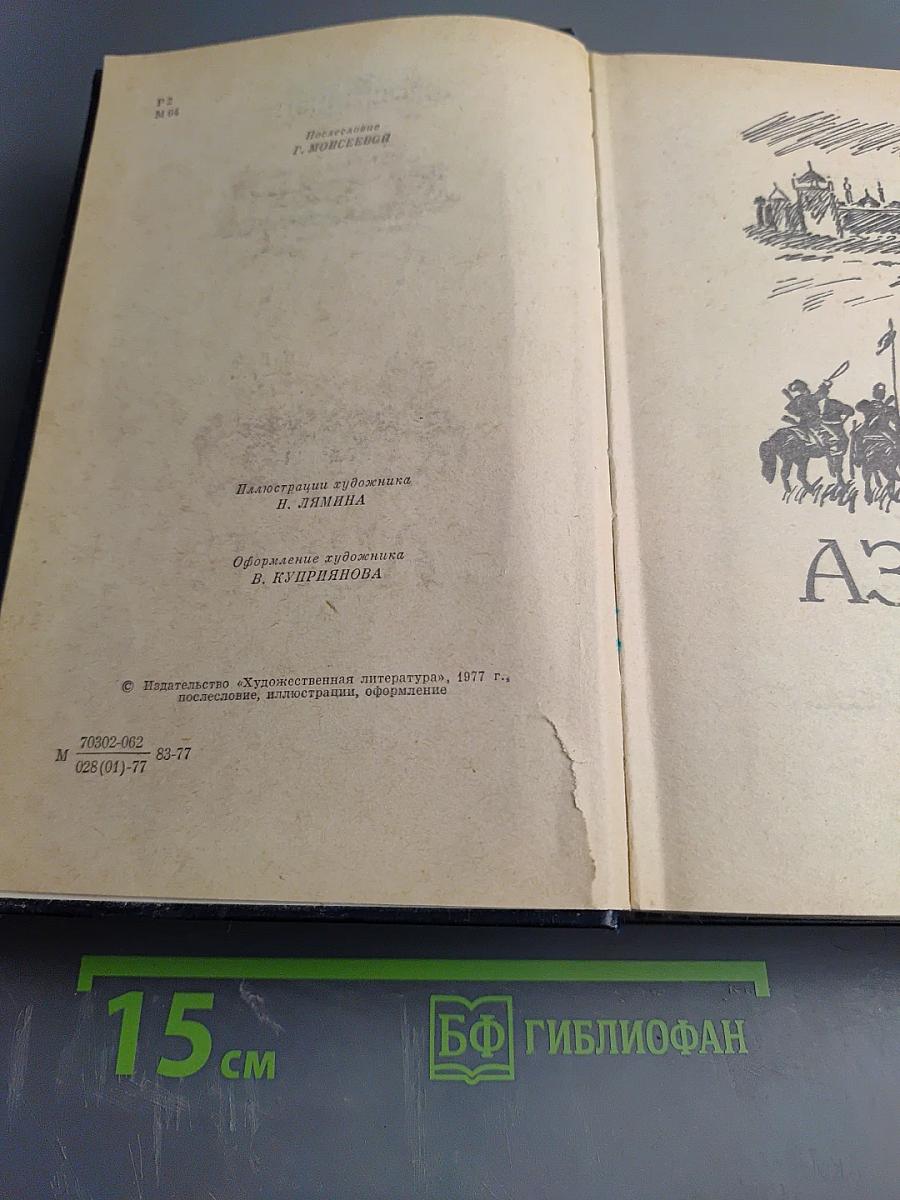 Р2
М64
Послесловие
Г. МОИСЕЕВОЙ
Иллюстрации художника
Н. ЛЯМИНА
Оформление художника
В. КУПРИЯНОВА
© Издательство «Художественная литература», 1977 г.,
послесловие, иллюстрации, оформление
М 70302-062 83-77
028(01)-77
АЗ
15 см
БФ ГИБЛИОФАН